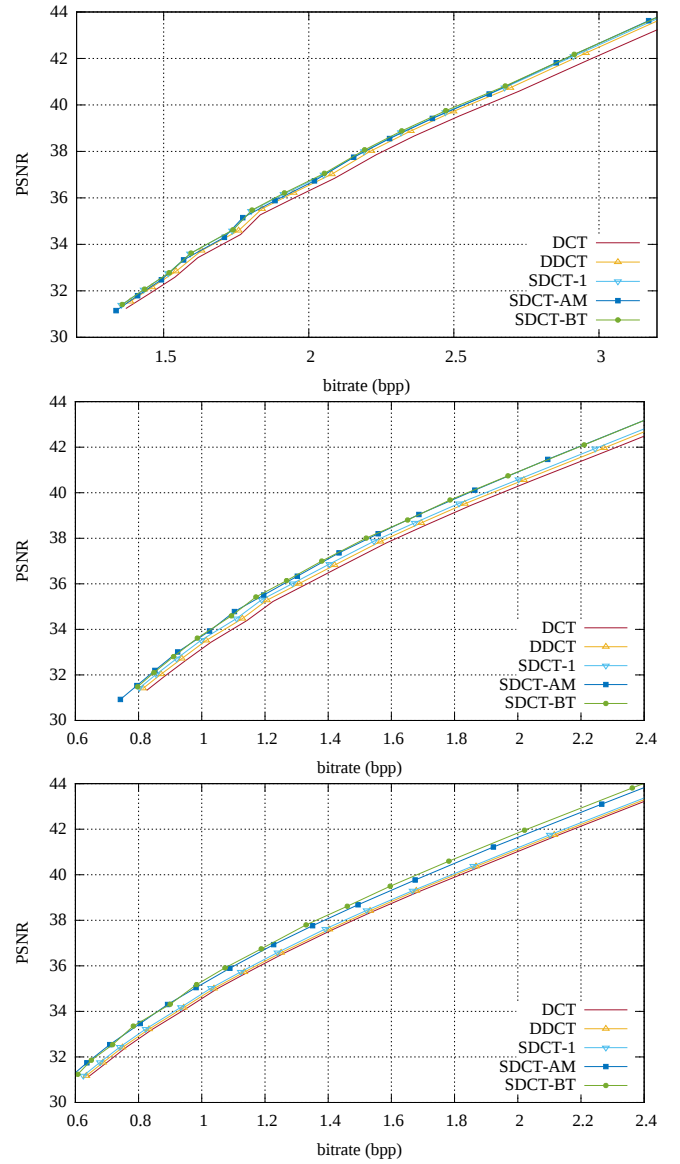 44
42
40
38
36
34
32
30
PSNR
DCT
DDCT
SDCT-1
SDCT-AM
SDCT-BT
1.5 2 2.5 3
bitrate (bpp)
44
42
40
38
36
34
32
30
PSNR
DCT
DDCT
SDCT-1
SDCT-AM
SDCT-BT
0.6 0.8 1 1.2 1.4 1.6 1.8 2 2.2 2.4
bitrate (bpp)
44
42
40
38
36
34
32
30
PSNR
DCT
DDCT
SDCT-1
SDCT-AM
SDCT-BT
0.6 0.8 1 1.2 1.4 1.6 1.8 2 2.2 2.4
bitrate (bpp)